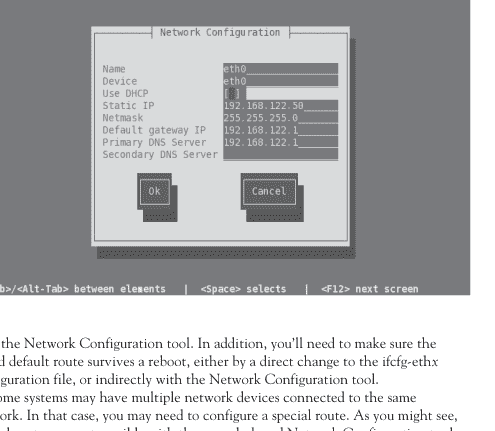 Network Configuration
Name eth0
Device eth0
Use DHCP [ ]
Static IP 192.168.122.50
Netmask 255.255.255.0
Default gateway IP 192.168.122.1
Primary DNS Server 192.168.122.1
Secondary DNS Server
Ok Cancel
b>/<Alt-Tab> between elements | <Space> selects | <F12> next screen
the Network Configuration tool. In addition, you'll need to make sure the
d default route survives a reboot, either by a direct change to the ifcfg-ethx
guration file, or indirectly with the Network Configuration tool.
ome systems may have multiple network devices connected to the same
ork. In that case, you may need to configure a special route. As you might see,